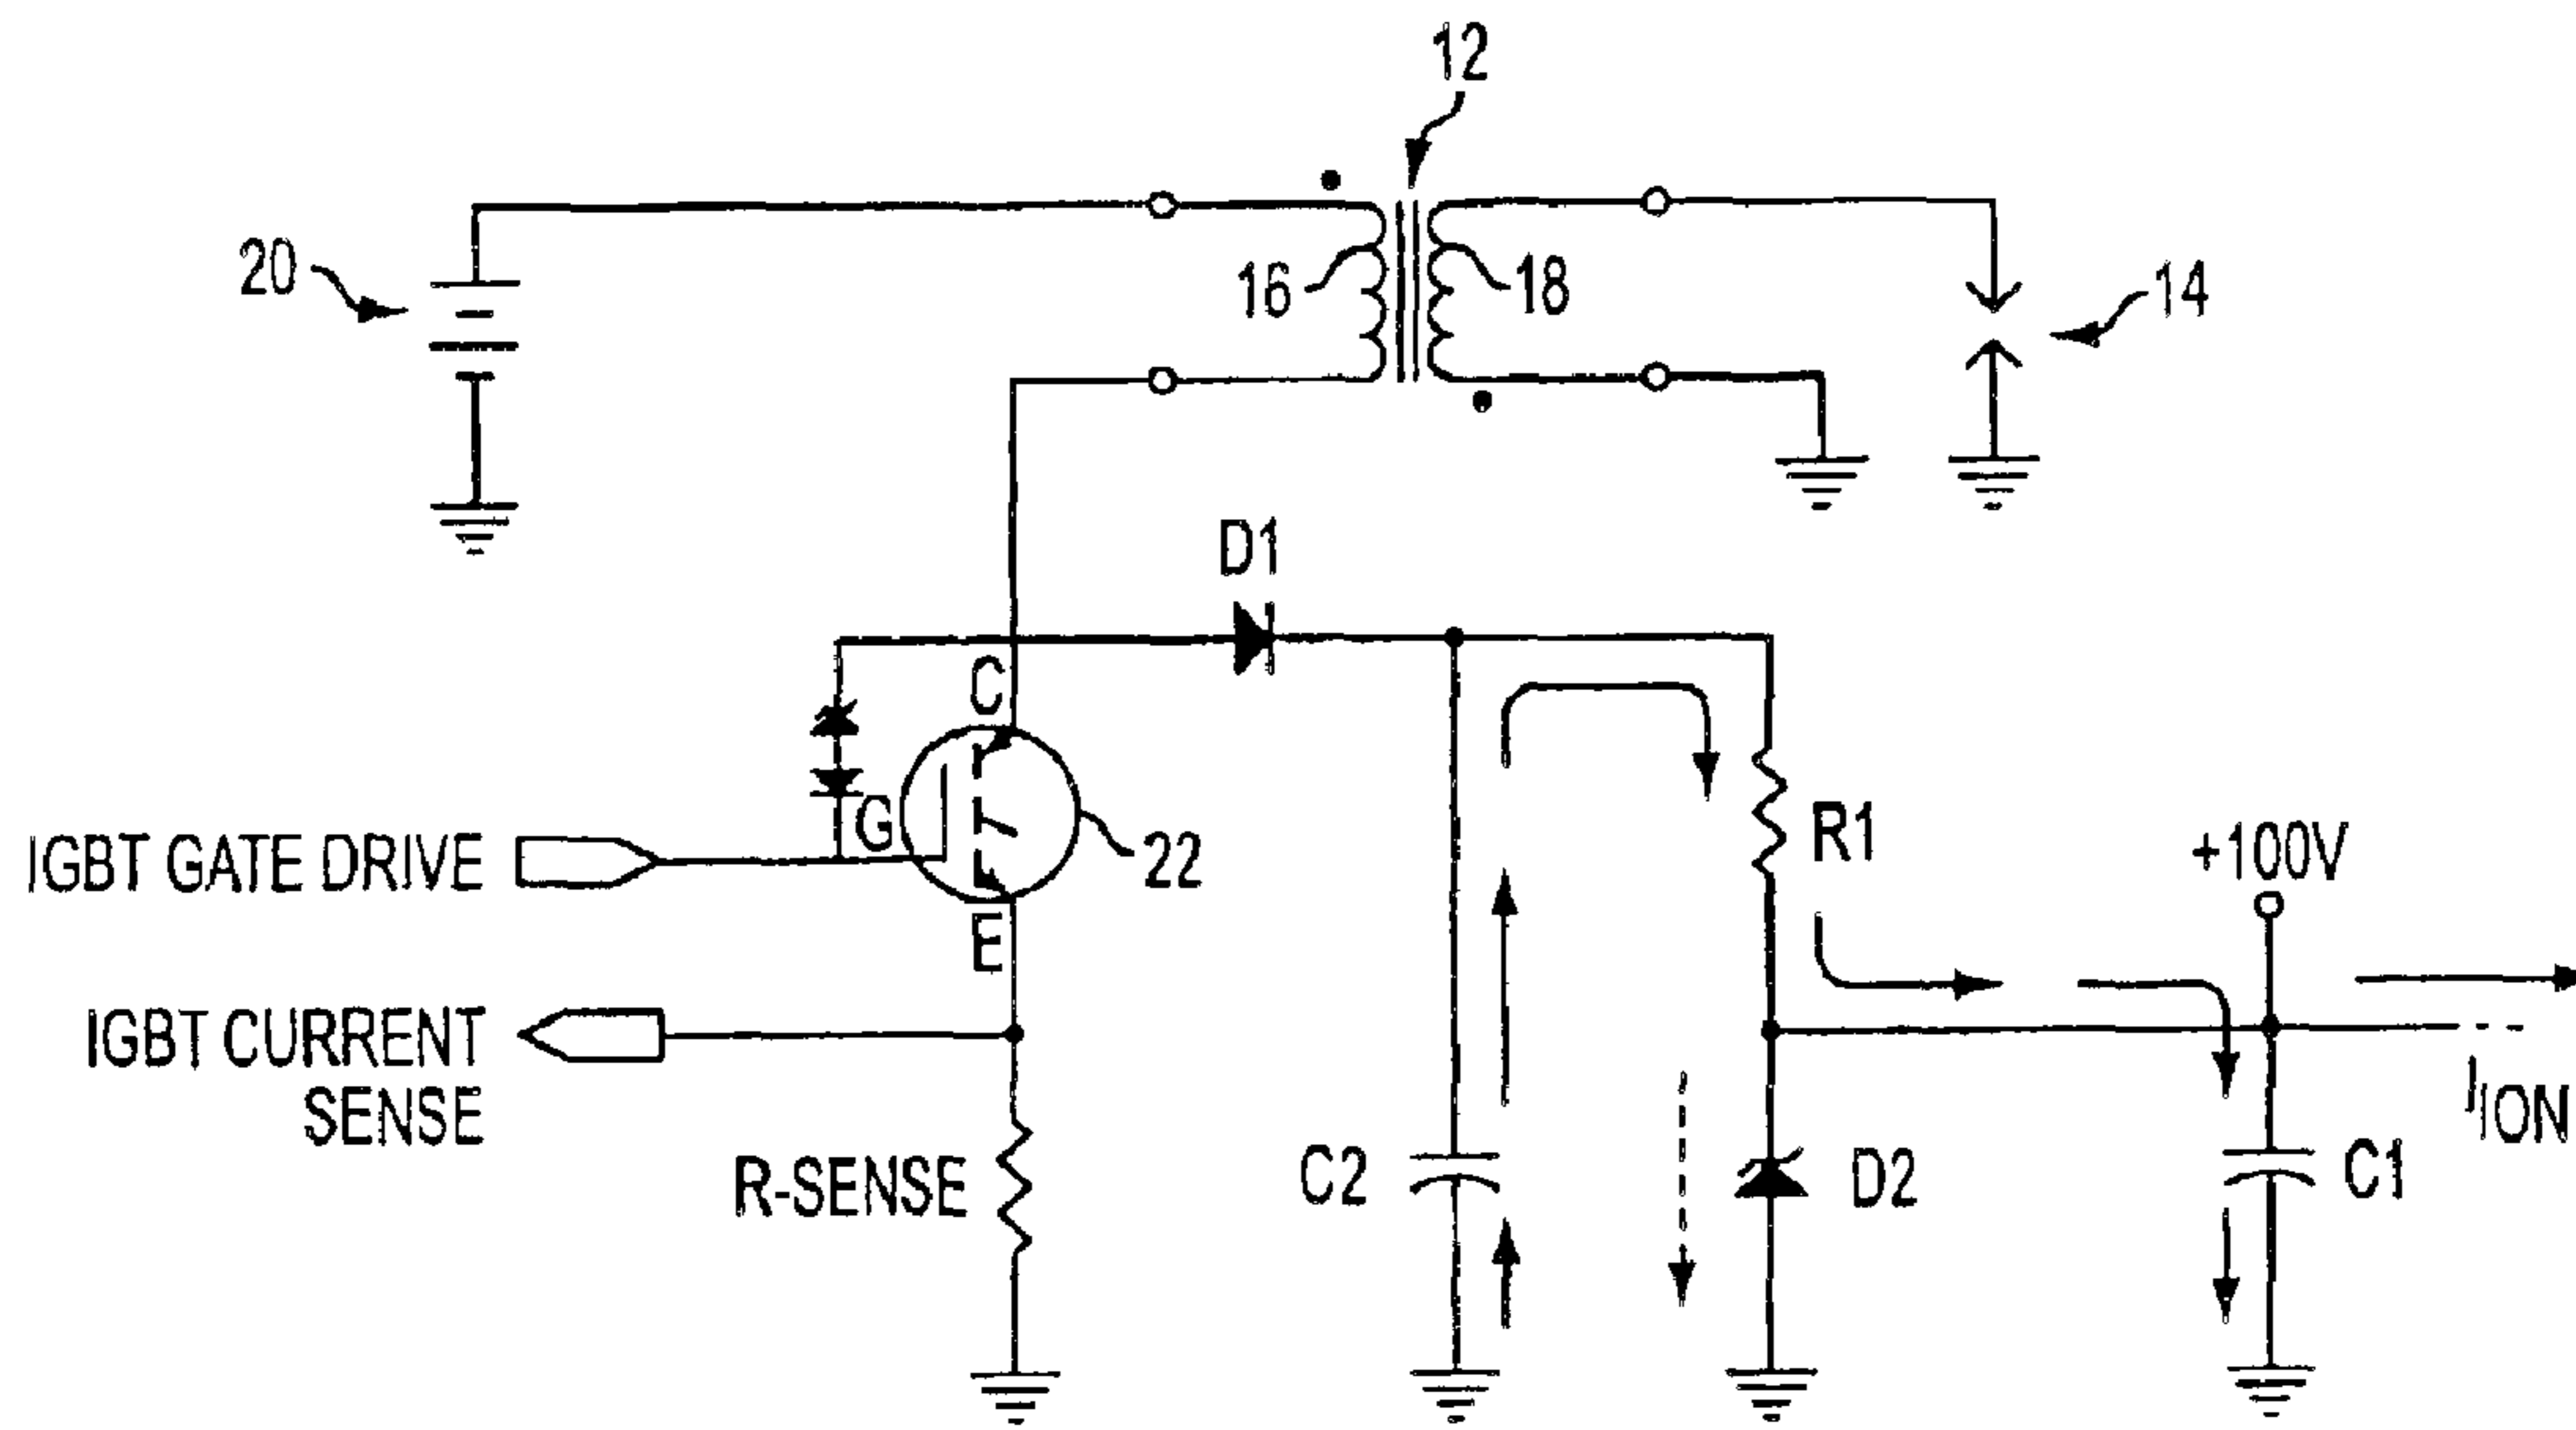 12
20
16
18
14
D1
C
G
22
R1
IGBT GATE DRIVE
+100V
E
IGBT CURRENT
SENSE
IION
R-SENSE
C2
D2
C1